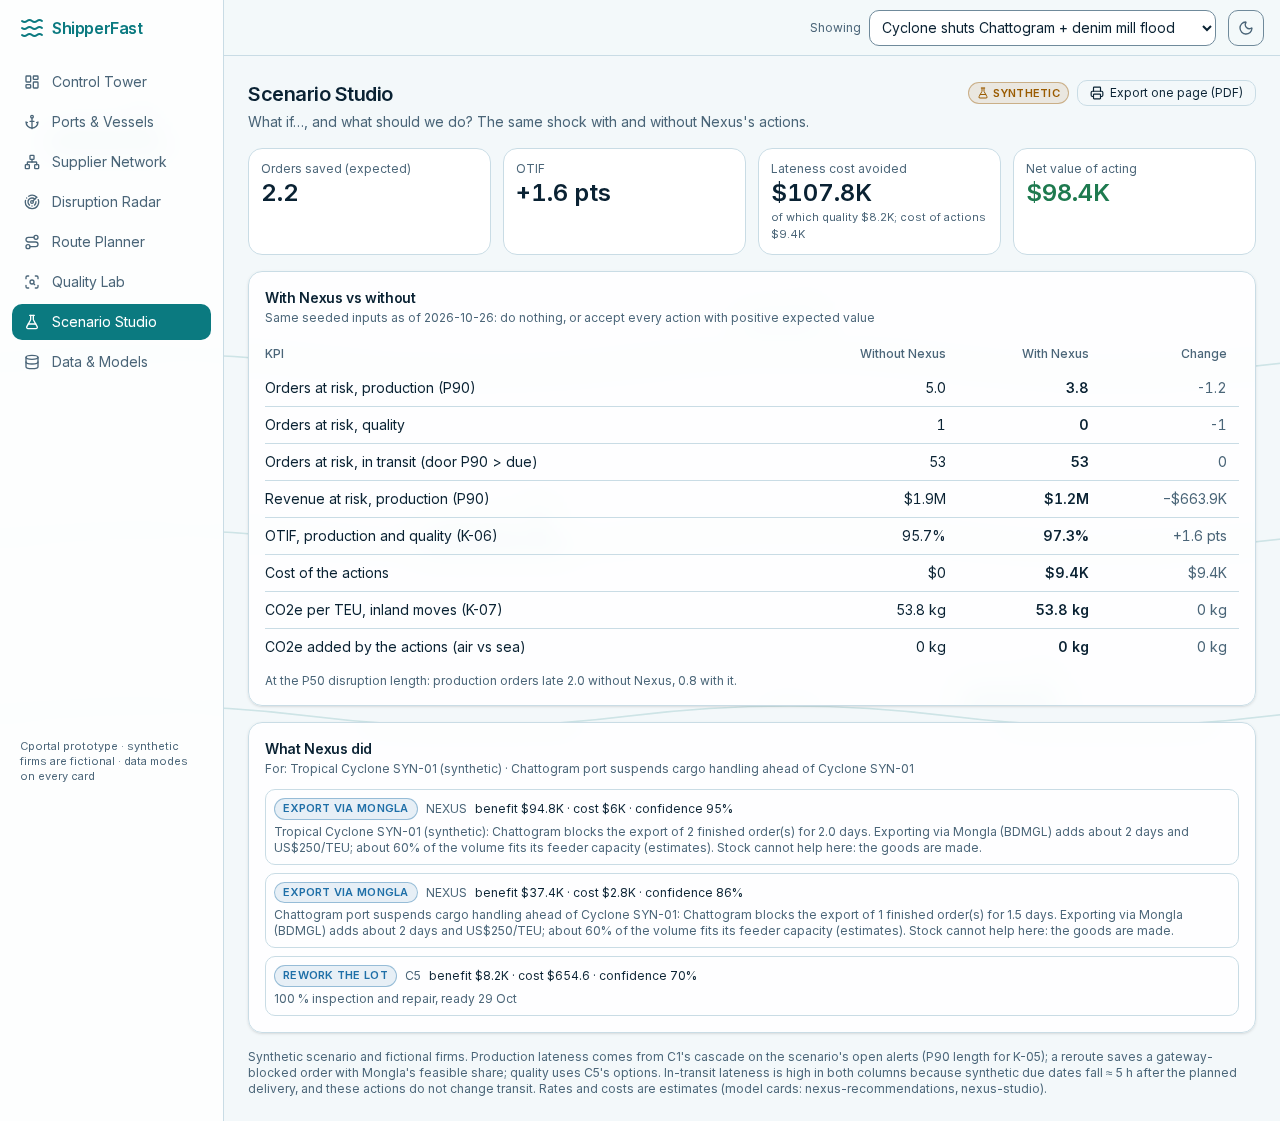 ShipperFast
Control Tower
Ports & Vessels
Supplier Network
Disruption Radar
Route Planner
Quality Lab
Scenario Studio
Data & Models
Cportal prototype · synthetic
firms are fictional · data modes
on every card
Showing Cyclone shuts Chattogram + denim mill flood
Scenario Studio
SYNTHETIC
Export one page (PDF)
What if…, and what should we do? The same shock with and without Nexus's actions.
Orders saved (expected)
2.2
OTIF
+1.6 pts
Lateness cost avoided
$107.8K
of which quality $8.2K; cost of actions
$9.4K
Net value of acting
$98.4K
With Nexus vs without
Same seeded inputs as of 2026-10-26: do nothing, or accept every action with positive expected value
KPI Without Nexus With Nexus Change
Orders at risk, production (P90) 5.0 3.8 -1.2
Orders at risk, quality 1 0 -1
Orders at risk, in transit (door P90 > due) 53 53 0
Revenue at risk, production (P90) $1.9M $1.2M −$663.9K
OTIF, production and quality (K-06) 95.7% 97.3% +1.6 pts
Cost of the actions $0 $9.4K $9.4K
CO2e per TEU, inland moves (K-07) 53.8 kg 53.8 kg 0 kg
CO2e added by the actions (air vs sea) 0 kg 0 kg 0 kg
At the P50 disruption length: production orders late 2.0 without Nexus, 0.8 with it.
What Nexus did
For: Tropical Cyclone SYN-01 (synthetic) · Chattogram port suspends cargo handling ahead of Cyclone SYN-01
EXPORT VIA MONGLA NEXUS benefit $94.8K · cost $6K · confidence 95%
Tropical Cyclone SYN-01 (synthetic): Chattogram blocks the export of 2 finished order(s) for 2.0 days. Exporting via Mongla (BDMGL) adds about 2 days and
US$250/TEU; about 60% of the volume fits its feeder capacity (estimates). Stock cannot help here: the goods are made.
EXPORT VIA MONGLA NEXUS benefit $37.4K · cost $2.8K · confidence 86%
Chattogram port suspends cargo handling ahead of Cyclone SYN-01: Chattogram blocks the export of 1 finished order(s) for 1.5 days. Exporting via Mongla
(BDMGL) adds about 2 days and US$250/TEU; about 60% of the volume fits its feeder capacity (estimates). Stock cannot help here: the goods are made.
REWORK THE LOT C5 benefit $8.2K · cost $654.6 · confidence 70%
100 % inspection and repair, ready 29 Oct
Synthetic scenario and fictional firms. Production lateness comes from C1's cascade on the scenario's open alerts (P90 length for K-05); a reroute saves a gateway-
blocked order with Mongla's feasible share; quality uses C5's options. In-transit lateness is high in both columns because synthetic due dates fall ≈ 5 h after the planned
delivery, and these actions do not change transit. Rates and costs are estimates (model cards: nexus-recommendations, nexus-studio).